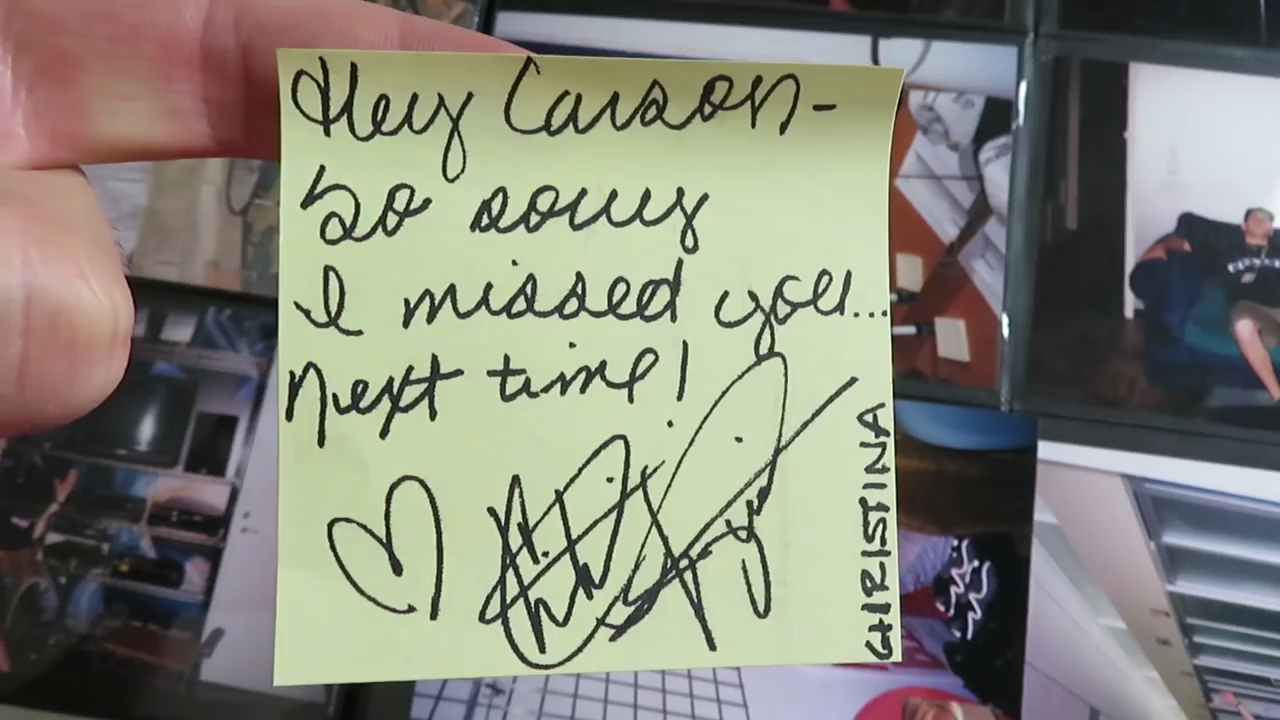 Hey Carson-
So sorry
I missed you...
Next time!
CHRISTINA